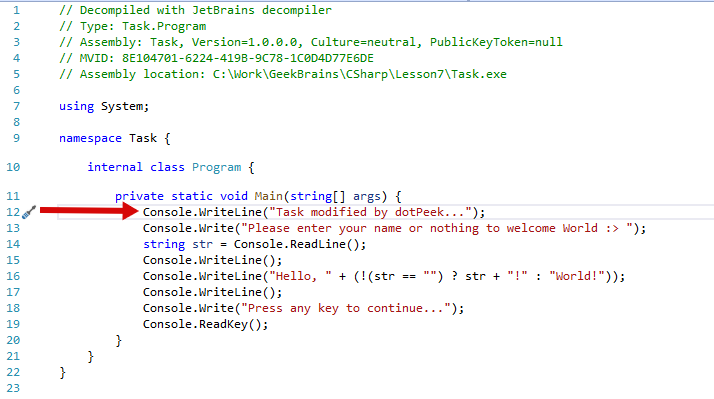 1 // Decompiled with JetBrains decompiler
2 // Type: Task.Program
3 // Assembly: Task, Version=1.0.0.0, Culture=neutral, PublicKeyToken=null
4 // MVID: 8E104701-6224-419B-9C78-1C0D4D77E6DE
5 // Assembly location: C:\Work\GeekBrains\CSharp\Lesson7\Task.exe
6
7 using System;
8
9 namespace Task {
10 internal class Program {
11 private static void Main(string[] args) {
12 Console.WriteLine("Task modified by dotPeek...");
13 Console.Write("Please enter your name or nothing to welcome World :> ");
14 string str = Console.ReadLine();
15 Console.WriteLine();
16 Console.WriteLine("Hello, " + (!(str == "") ? str + "!" : "World!"));
17 Console.WriteLine();
18 Console.Write("Press any key to continue...");
19 Console.ReadKey();
20 }
21 }
22 }
23